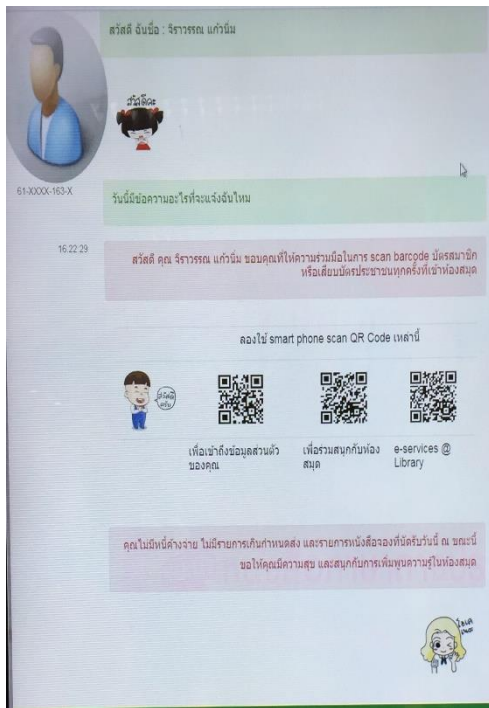 สวัสดี ฉันชื่อ : จิราวรรณ แก้วนิ่ม
สวัสดีค่ะ
61-XXXX-163-X
วันนี้มีข้อความอะไรที่จะแจ้งฉันไหม
16:22:29
สวัสดี คุณ จิราวรรณ แก้วนิ่ม ขอบคุณที่ให้ความร่วมมือในการ scan barcode บัตรสมาชิก
หรือเสียบบัตรประชาชนทุกครั้งที่เข้าห้องสมุด
ลองใช้ smart phone scan QR Code เหล่านี้
สวัสดี
ครับ
เพื่อเข้าถึงข้อมูลส่วนตัว
ของคุณ
เพื่อร่วมสนุกกับห้อง
สมุด
e-services @
Library
คุณไม่มีหนี้ค้างจ่าย ไม่มีรายการเกินกำหนดส่ง และรายการหนังสือจองที่นัดรับวันนี้ ณ ขณะนี้
ขอให้คุณมีความสุข และสนุกกับการเพิ่มพูนความรู้ในห้องสมุด